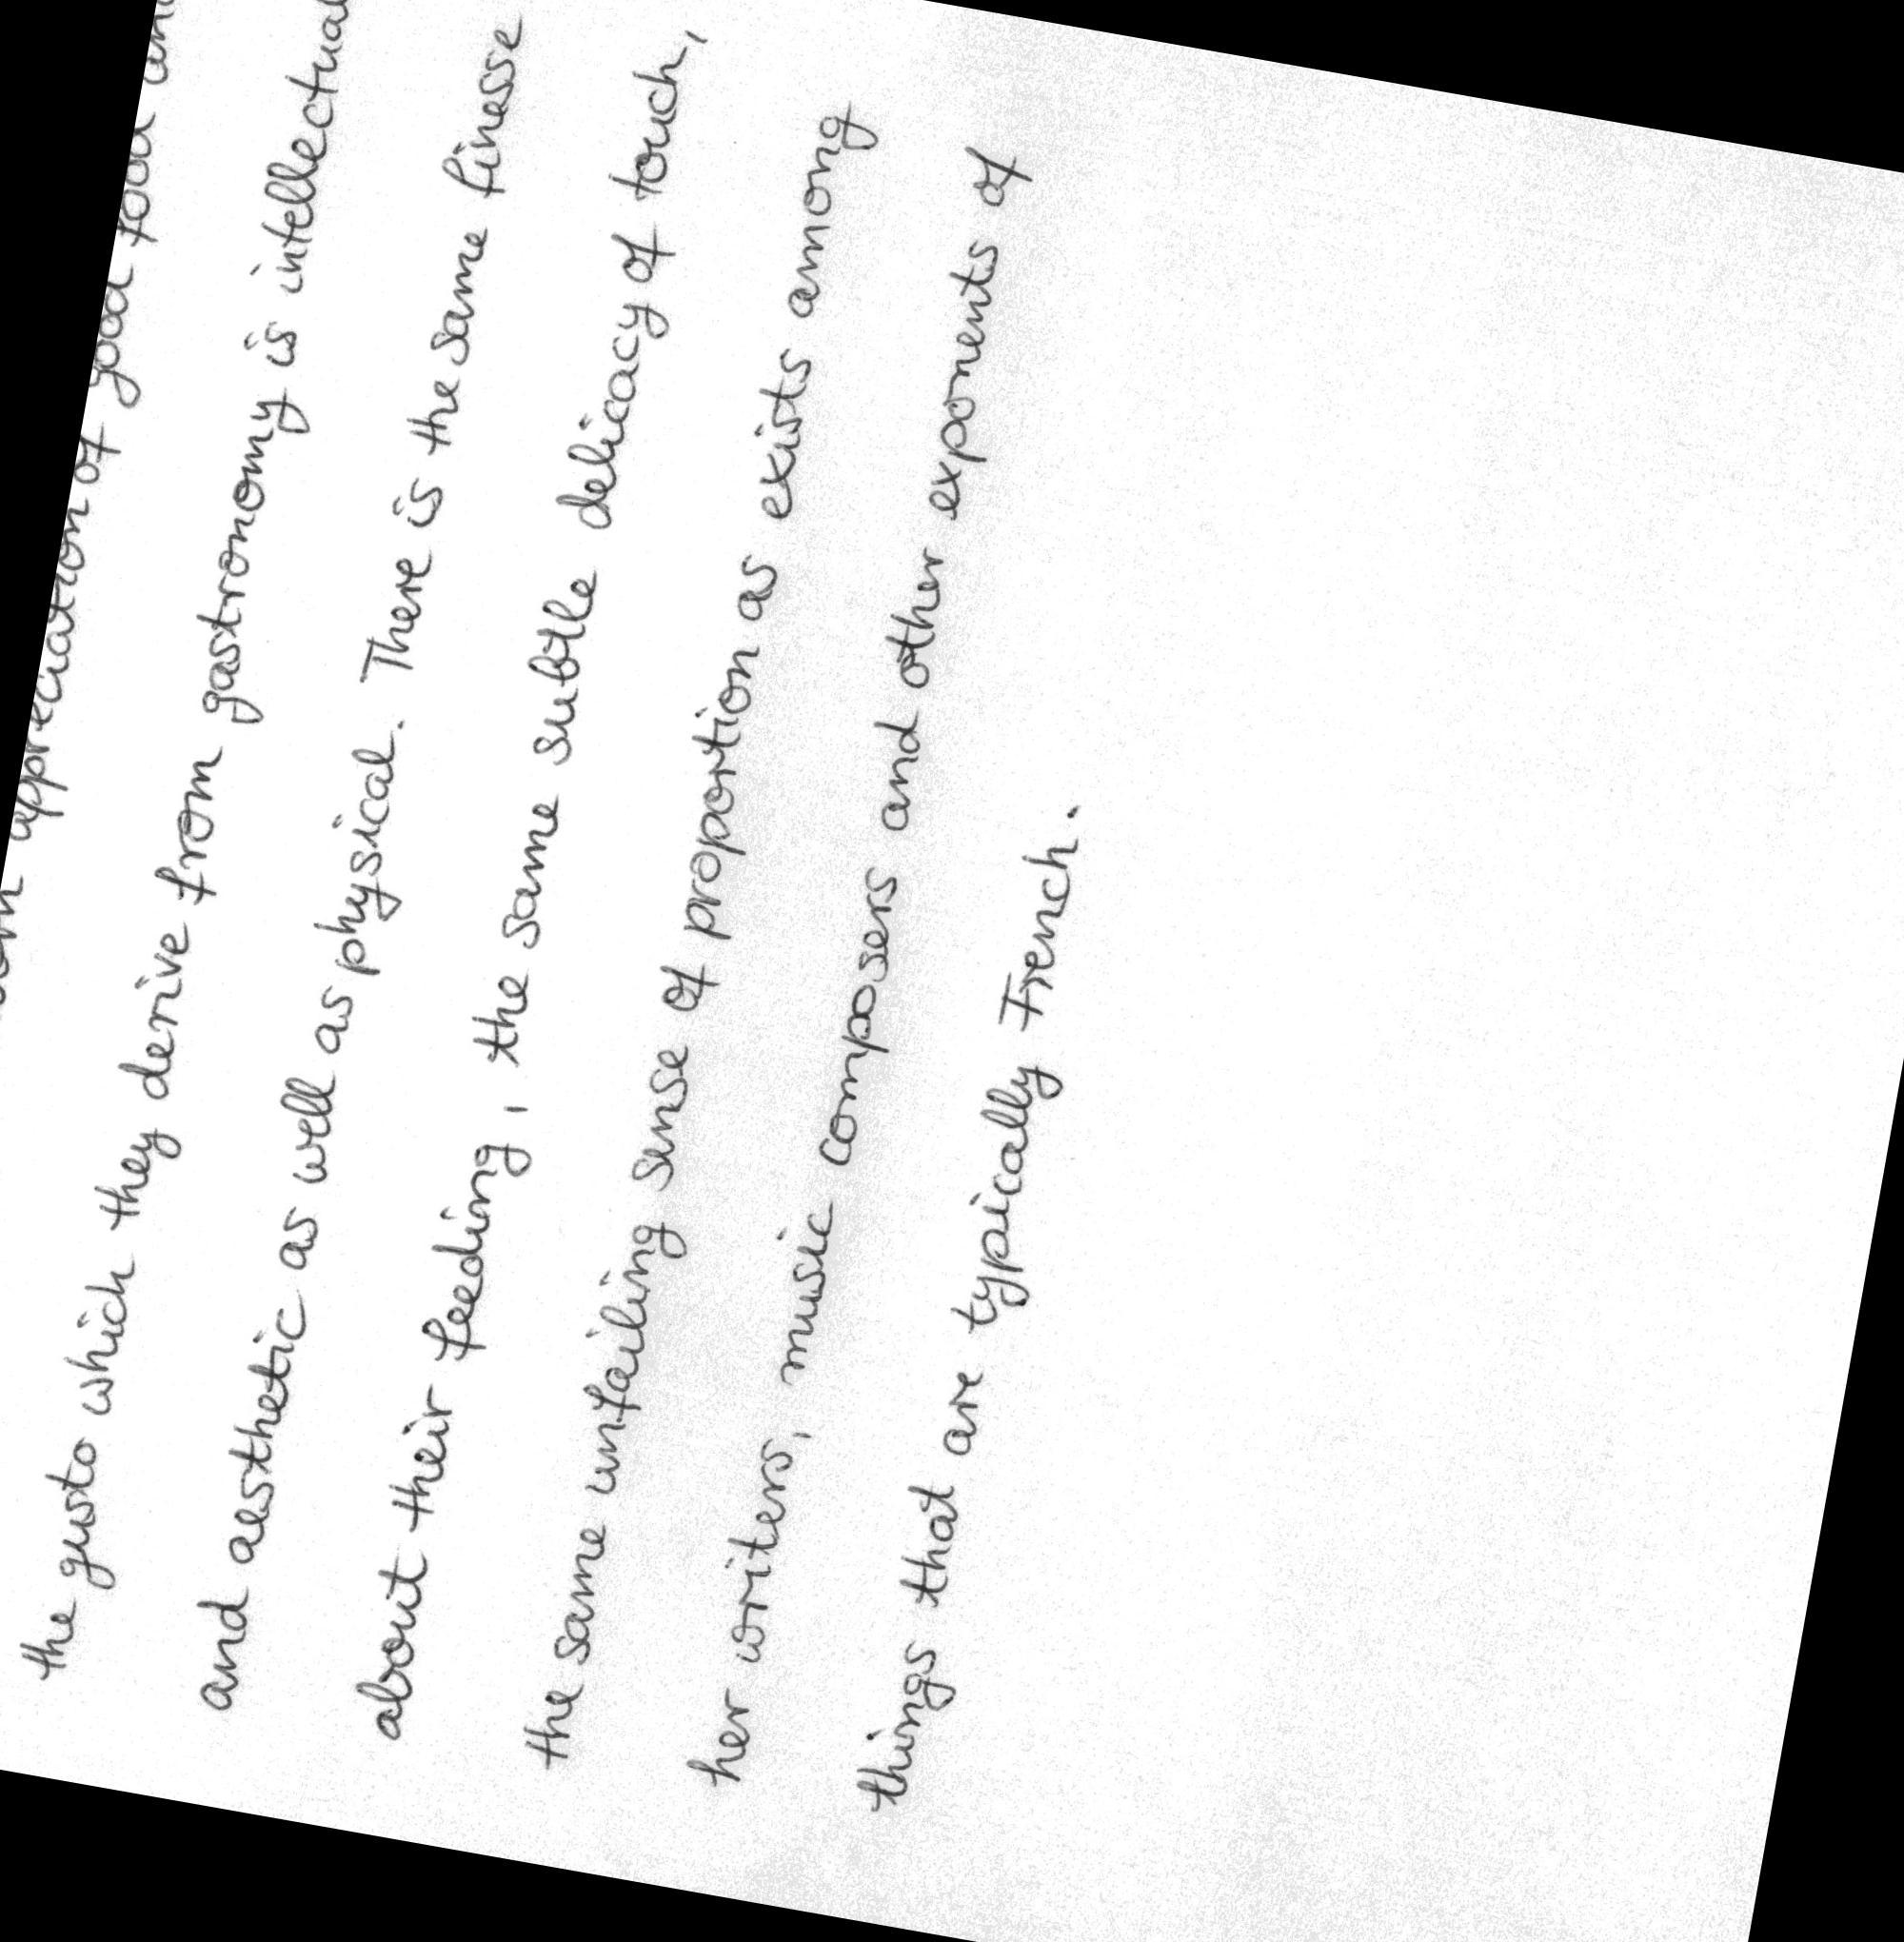 appreciation of good food and
the gusto which they derive from gastronomy is intellectual
and aesthetic as well as physical. There is the same finesse
about their feeding, the same subtle delicacy of touch,
the same unfailing sense of proportion as exists among
her writers, music composers and other exponents of
things that are typically French.